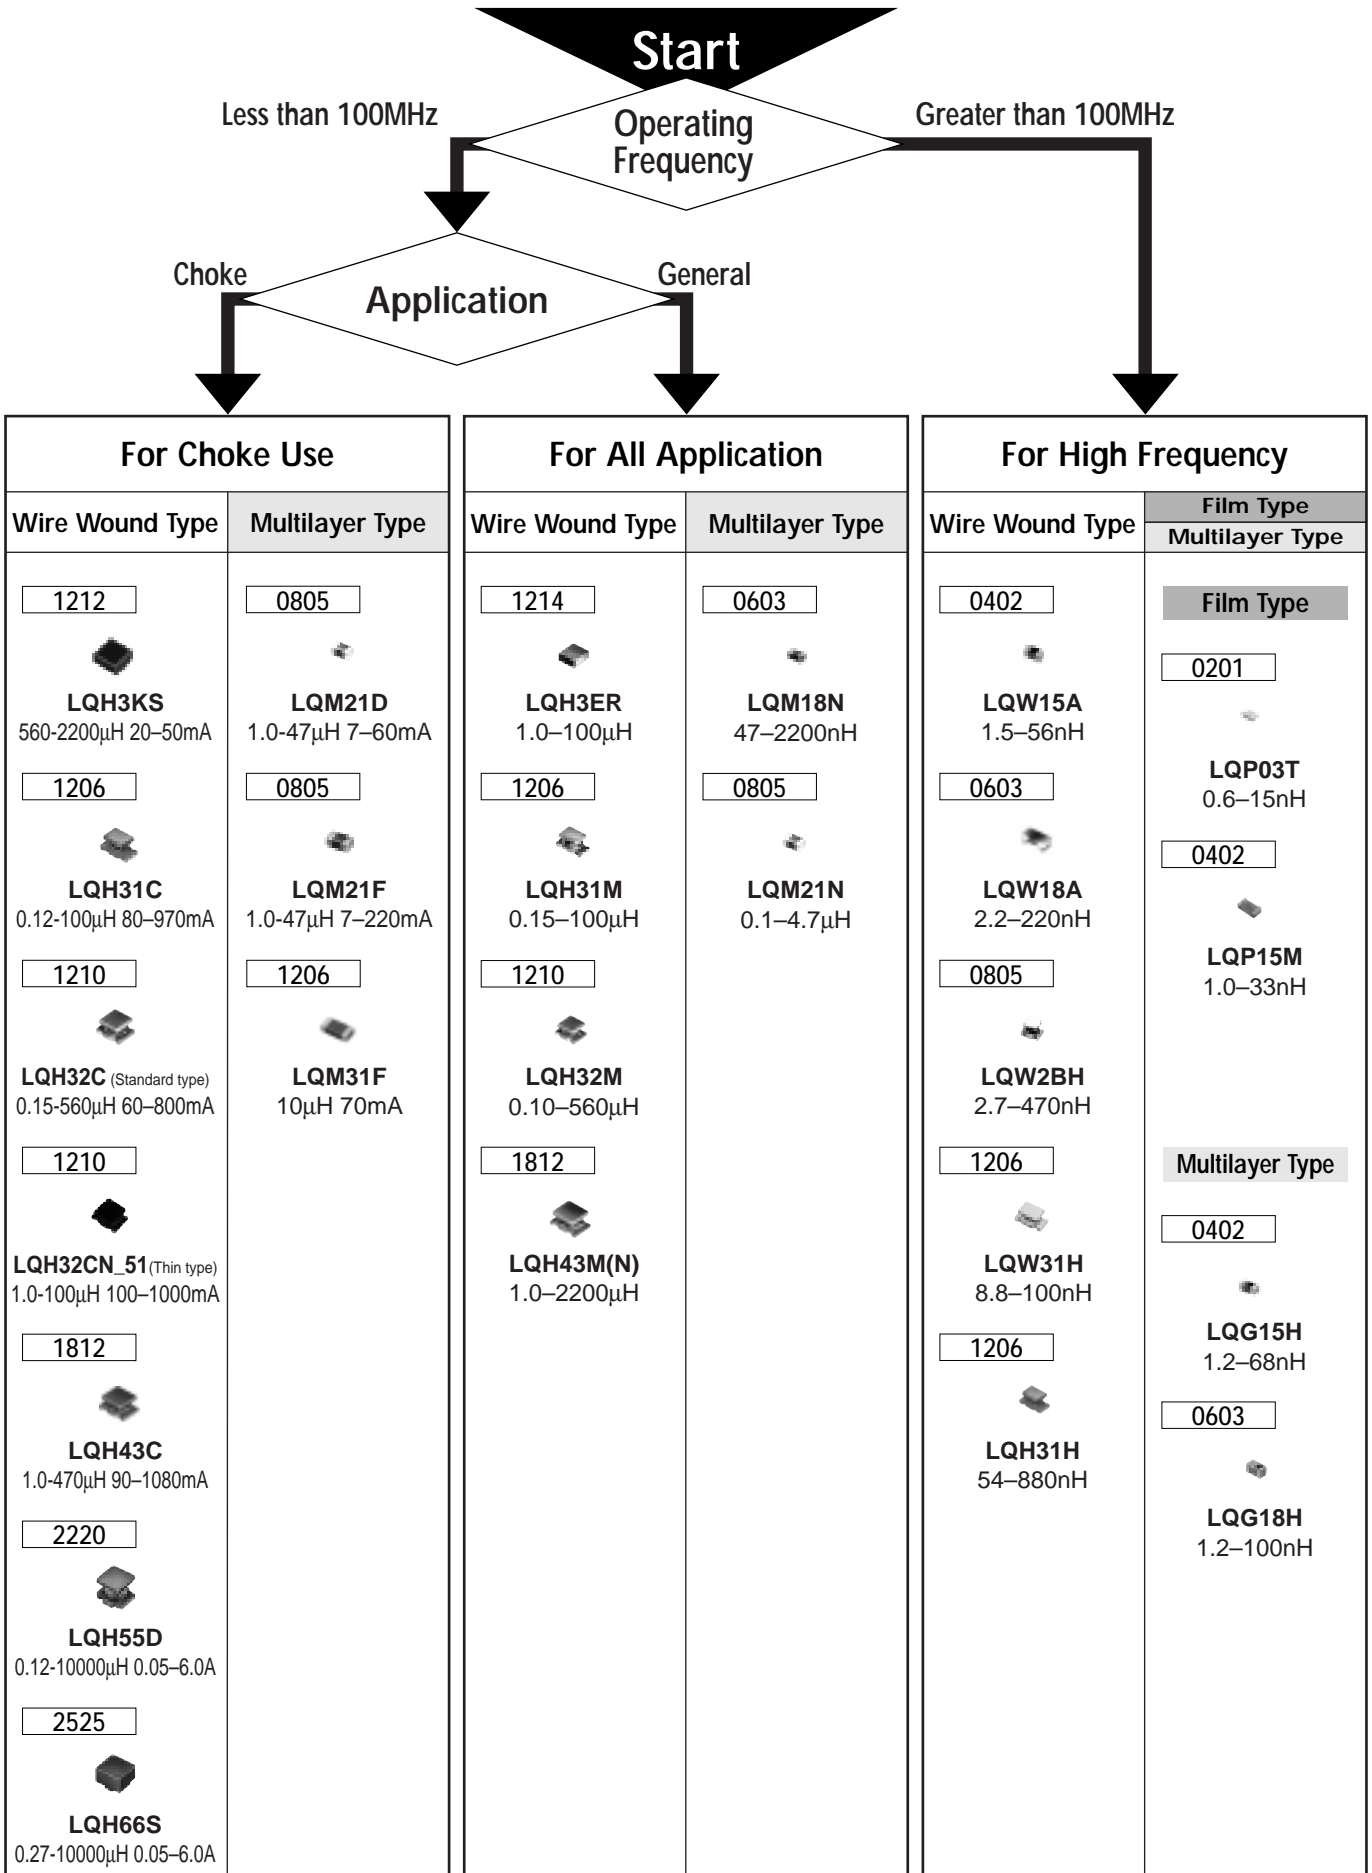 Start
Operating
Frequency
Less than 100MHz
Greater than 100MHz
Application
Choke
General
For Choke Use
Wire Wound Type
1212
LQH3KS
560-2200μH 20–50mA
1206
LQH31C
0.12-100μH 80–970mA
1210
LQH32C (Standard type)
0.15-560μH 60–800mA
1210
LQH32CN_51(Thin type)
1.0-100μH 100–1000mA
1812
LQH43C
1.0-470μH 90–1080mA
2220
LQH55D
0.12-10000μH 0.05–6.0A
2525
LQH66S
0.27-10000μH 0.05–6.0A
Multilayer Type
0805
LQM21D
1.0-47μH 7–60mA
0805
LQM21F
1.0-47μH 7–220mA
1206
LQM31F
10μH 70mA
For All Application
Wire Wound Type
1214
LQH3ER
1.0–100μH
1206
LQH31M
0.15–100μH
1210
LQH32M
0.10–560μH
1812
LQH43M(N)
1.0–2200μH
Multilayer Type
0603
LQM18N
47–2200nH
0805
LQM21N
0.1–4.7μH
For High Frequency
Wire Wound Type
0402
LQW15A
1.5–56nH
0603
LQW18A
2.2–220nH
0805
LQW2BH
2.7–470nH
1206
LQW31H
8.8–100nH
1206
LQH31H
54–880nH
Film Type
Multilayer Type
Film Type
0201
LQP03T
0.6–15nH
0402
LQP15M
1.0–33nH
Multilayer Type
0402
LQG15H
1.2–68nH
0603
LQG18H
1.2–100nH